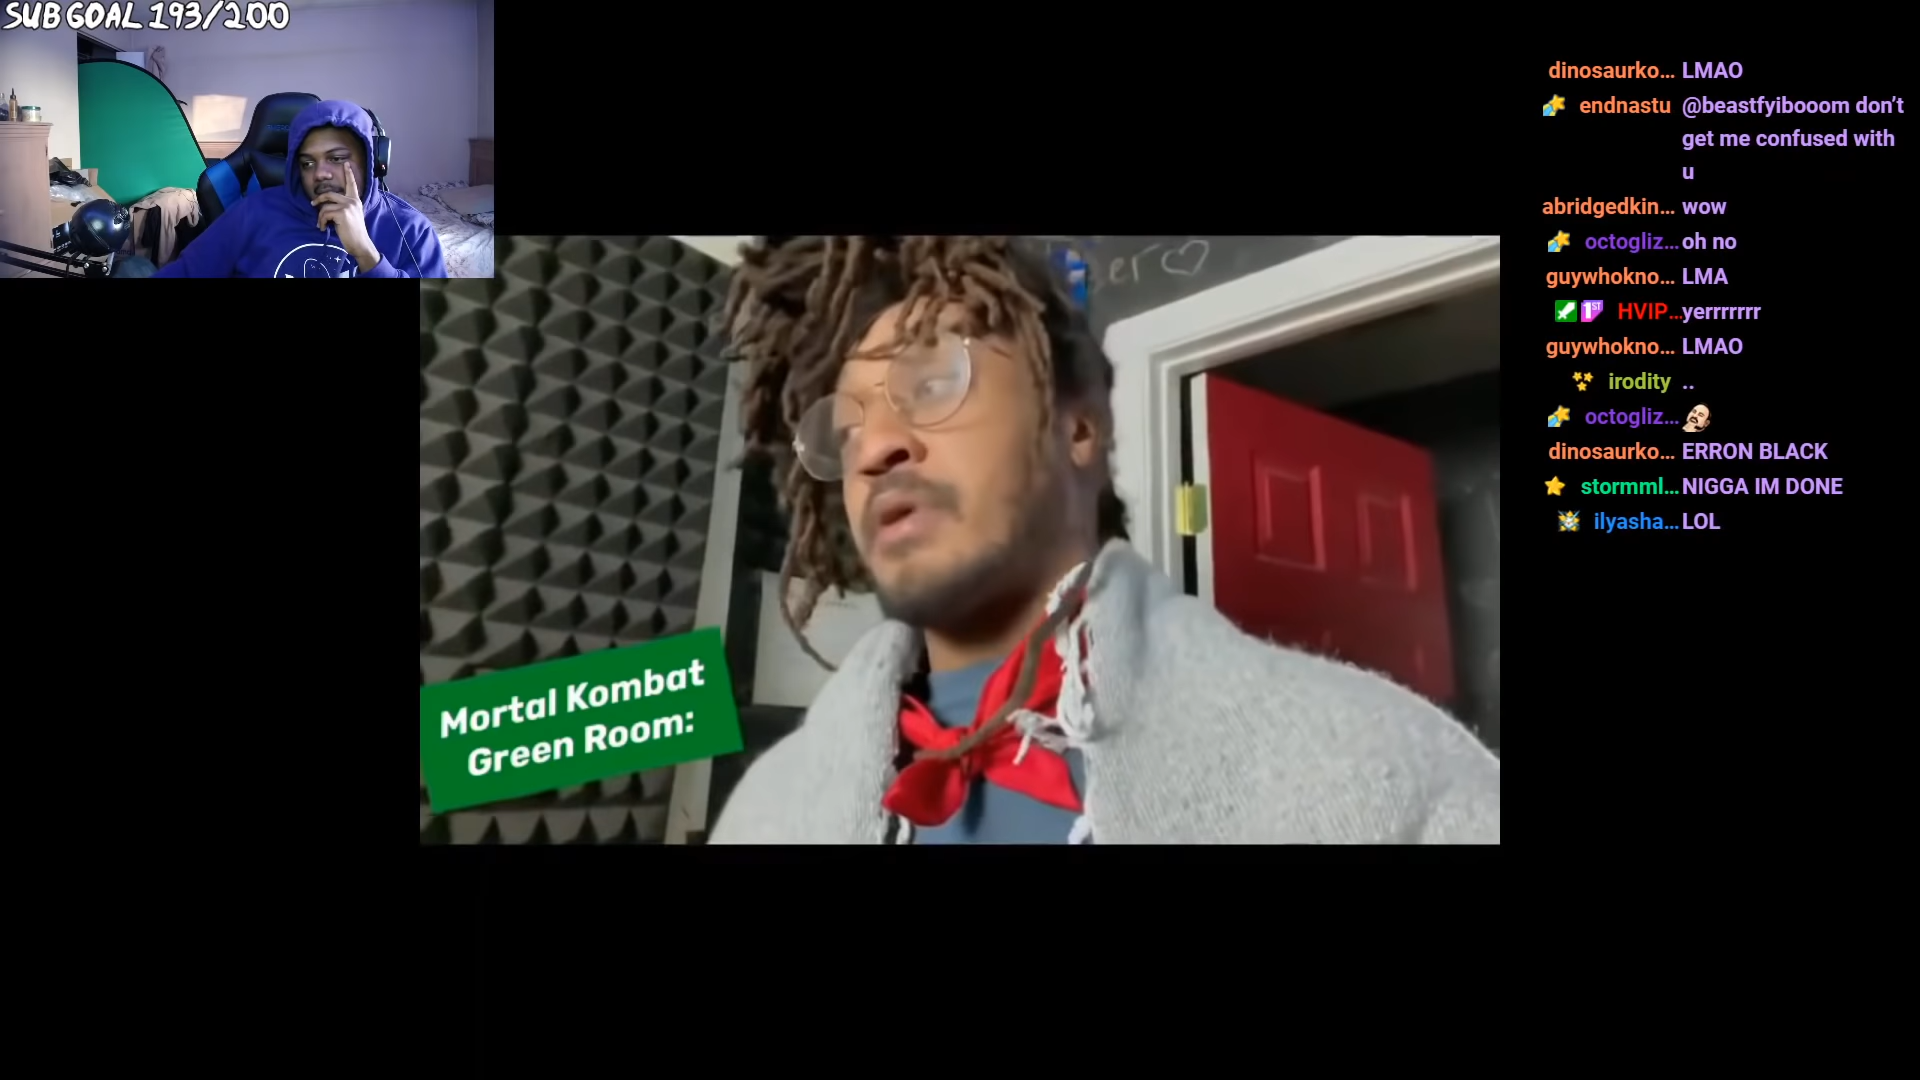 SUB GOAL 193/200
dinosaurko… LMAO
endnastu @beastfyibooom don’t
get me confused with
u
abridgedkin… wow
octogliz… oh no
guywhokno… LMA
1ST HVIP… yerrrrrrr
guywhokno… LMAO
irodity ..
octogliz…
dinosaurko… ERRON BLACK
stormml… NIGGA IM DONE
ilyasha… LOL
Mortal Kombat
Green Room: